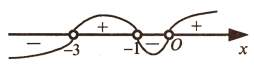 + +
− −3 −1 − O x